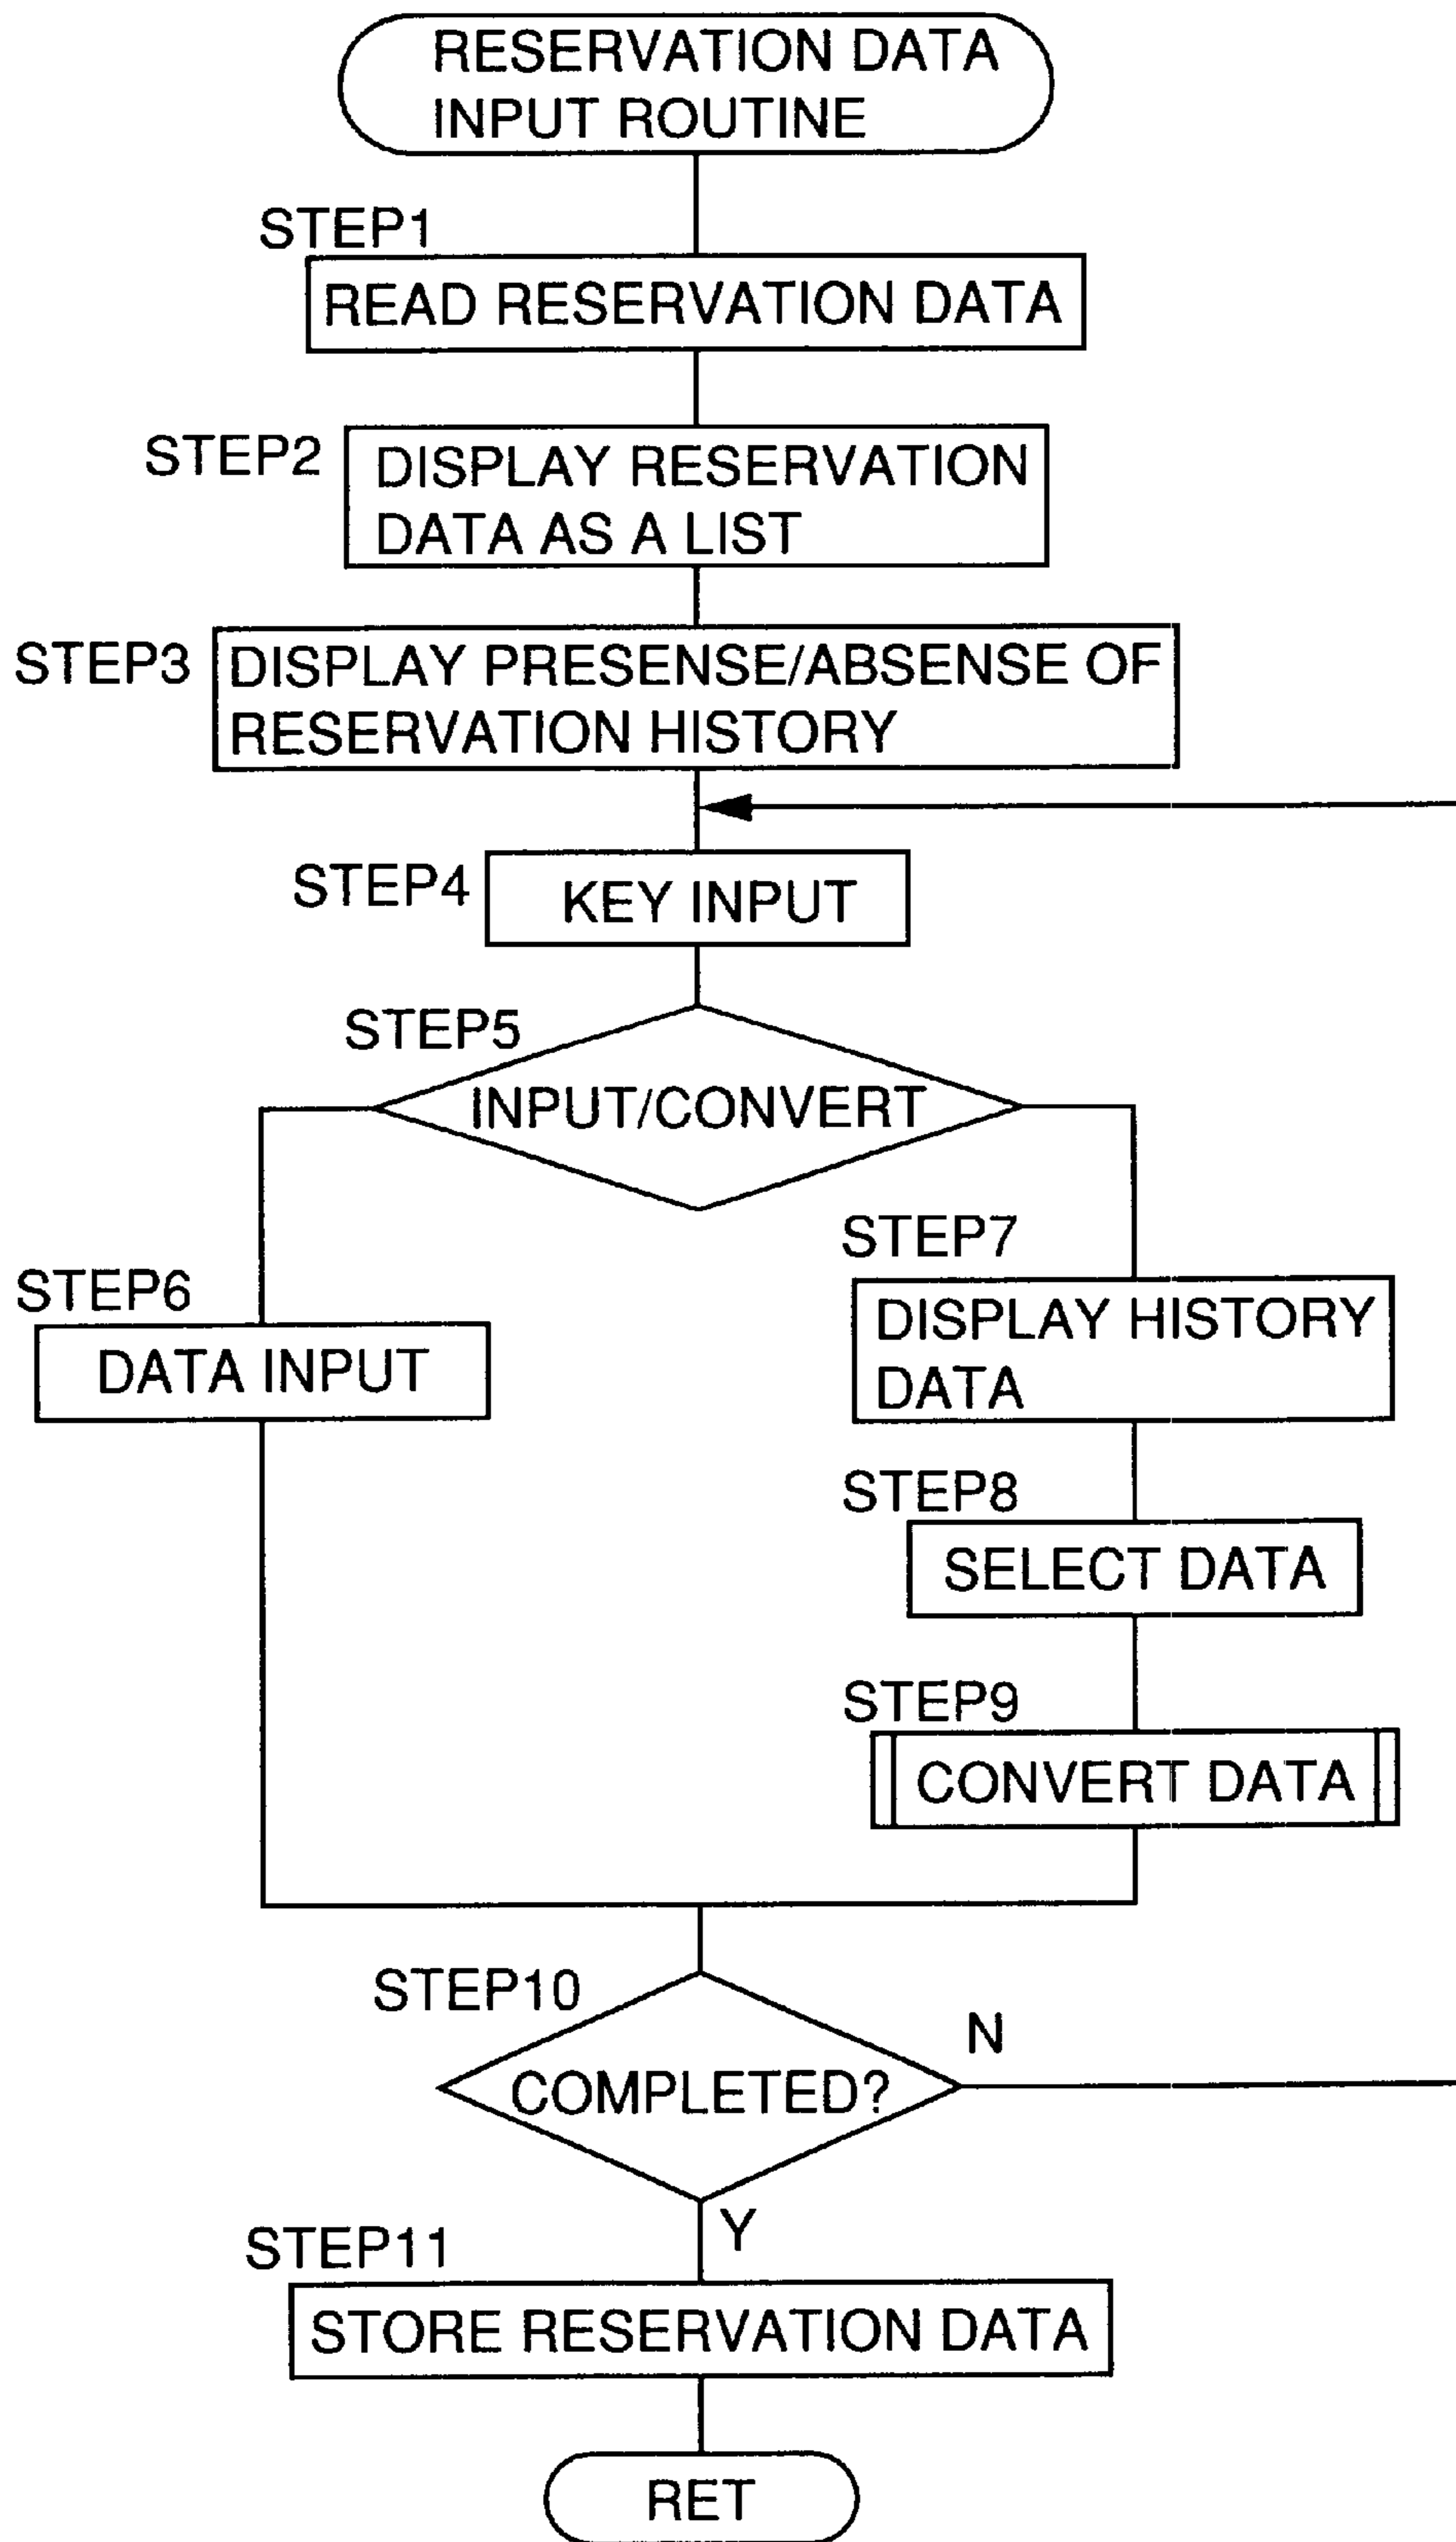 RESERVATION DATA
INPUT ROUTINE
STEP1
READ RESERVATION DATA
STEP2
DISPLAY RESERVATION
DATA AS A LIST
STEP3
DISPLAY PRESENSE/ABSENSE OF
RESERVATION HISTORY
STEP4
KEY INPUT
STEP5
INPUT/CONVERT
STEP6
DATA INPUT
STEP7
DISPLAY HISTORY
DATA
STEP8
SELECT DATA
STEP9
CONVERT DATA
STEP10
COMPLETED?
N
Y
STEP11
STORE RESERVATION DATA
RET